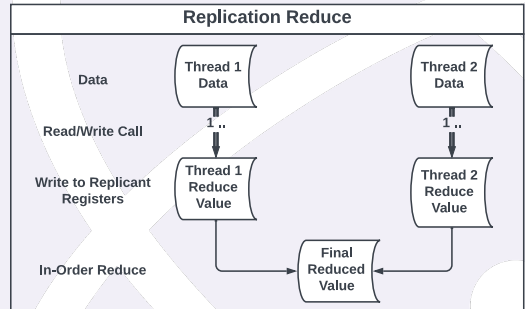 Replication Reduce
Data
Thread 1
Data
Thread 2
Data
Read/Write Call
1 ..
1 ..
Write to Replicant
Registers
Thread 1
Reduce
Value
Thread 2
Reduce
Value
In-Order Reduce
Final
Reduced
Value